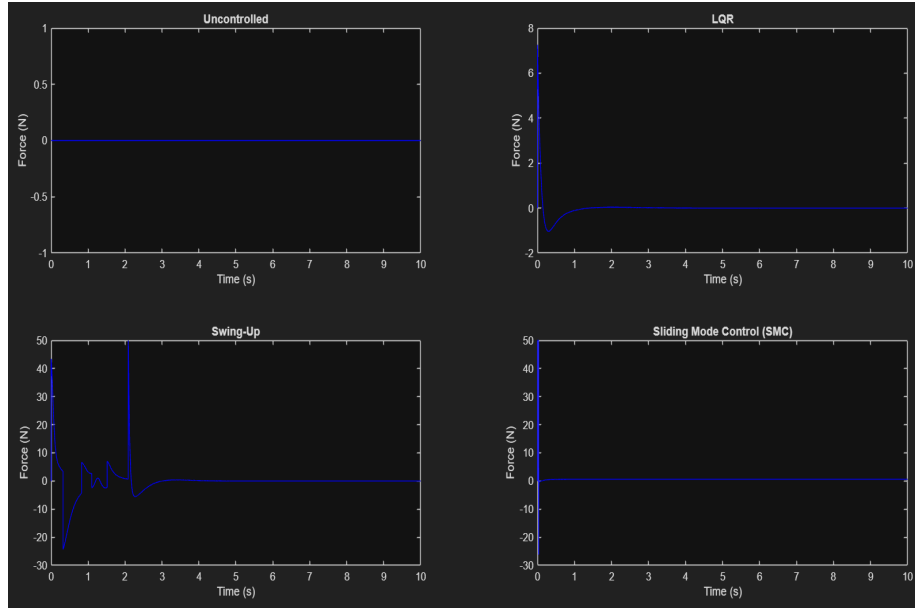 Uncontrolled
1
0.5
0
-0.5
-1
Force (N)
0 1 2 3 4 5 6 7 8 9 10
Time (s)
LQR
8
6
4
2
0
-2
Force (N)
0 1 2 3 4 5 6 7 8 9 10
Time (s)
Swing-Up
50
40
30
20
10
0
-10
-20
-30
Force (N)
0 1 2 3 4 5 6 7 8 9 10
Time (s)
Sliding Mode Control (SMC)
50
40
30
20
10
0
-10
-20
-30
Force (N)
0 1 2 3 4 5 6 7 8 9 10
Time (s)